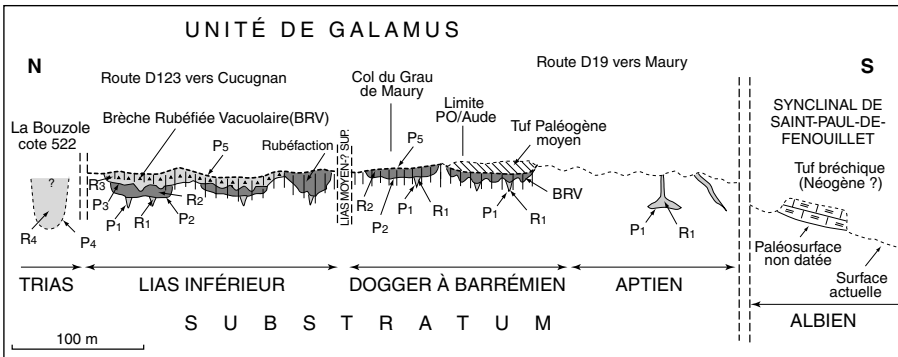 UNITÉ DE GALAMUS
N
S
Route D123 vers Cucugnan
Col du Grau
de Maury
Route D19 vers Maury
La Bouzole
cote 522
Brèche Rubéfiée Vacuolaire(BRV)
P5
Rubéfaction
LIAS MOYEN-? SUP.
P5
Limite
PO/Aude
Tuf Paléogène
moyen
SYNCLINAL DE
SAINT-PAUL-DE-
FENOUILLET
Tuf bréchique
(Néogène ?)
?
R4
P4
R3
P3
P1
R1
R2
P2
R2
P2
P1
R1
BRV
P1
R1
P1
R1
Paléosurface
non datée
Surface
actuelle
TRIAS
LIAS INFÉRIEUR
DOGGER À BARRÉMIEN
APTIEN
ALBIEN
SUBSTRATUM
100 m